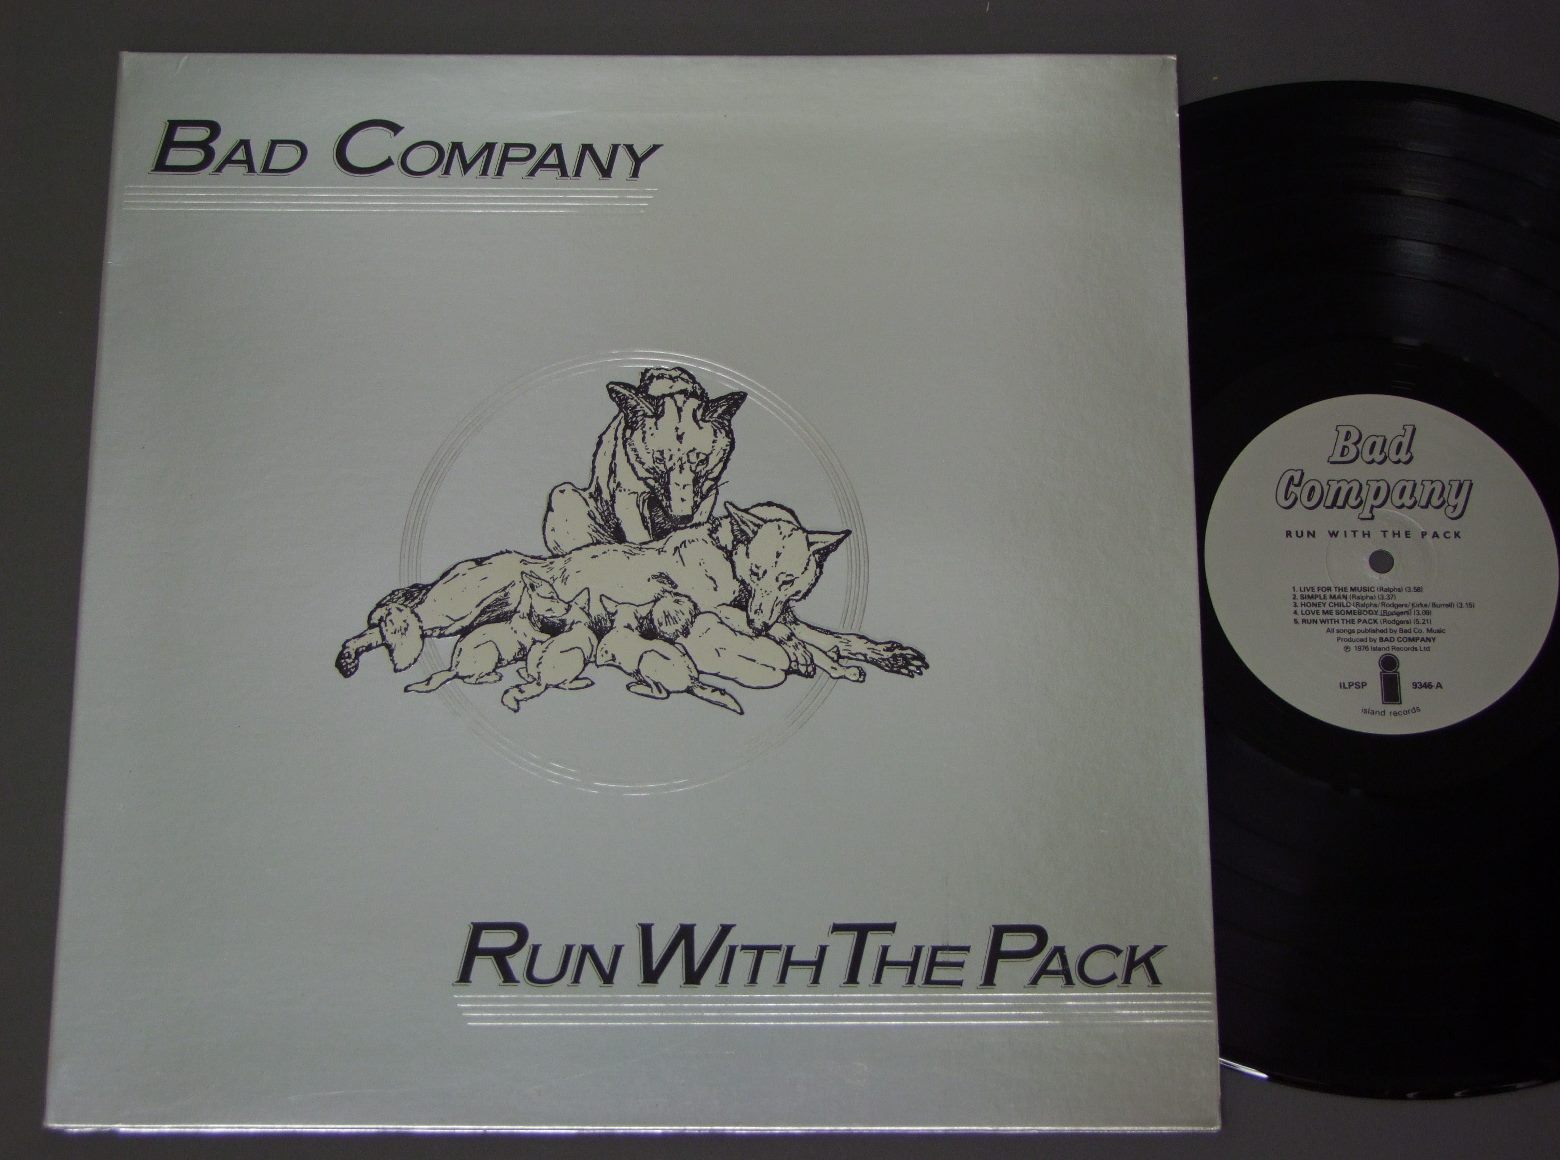 BAD COMPANY
RUN WITH THE PACK
Bad
Company
RUN WITH THE PACK
1. LIVE FOR THE MUSIC (Ralphs) (3.58)
2. SIMPLE MAN (Ralphs) (3.37)
3. HONEY CHILD (Ralphs/Rodgers/Kirke/Burrell) (3.15)
4. LOVE ME SOMEBODY (Rodgers) (3.09)
5. RUN WITH THE PACK (Rodgers) (5.21)
All songs published by Bad Co. Music
Produced by BAD COMPANY
℗ 1976 Island Records Ltd
ILPSP 9346-A
island records